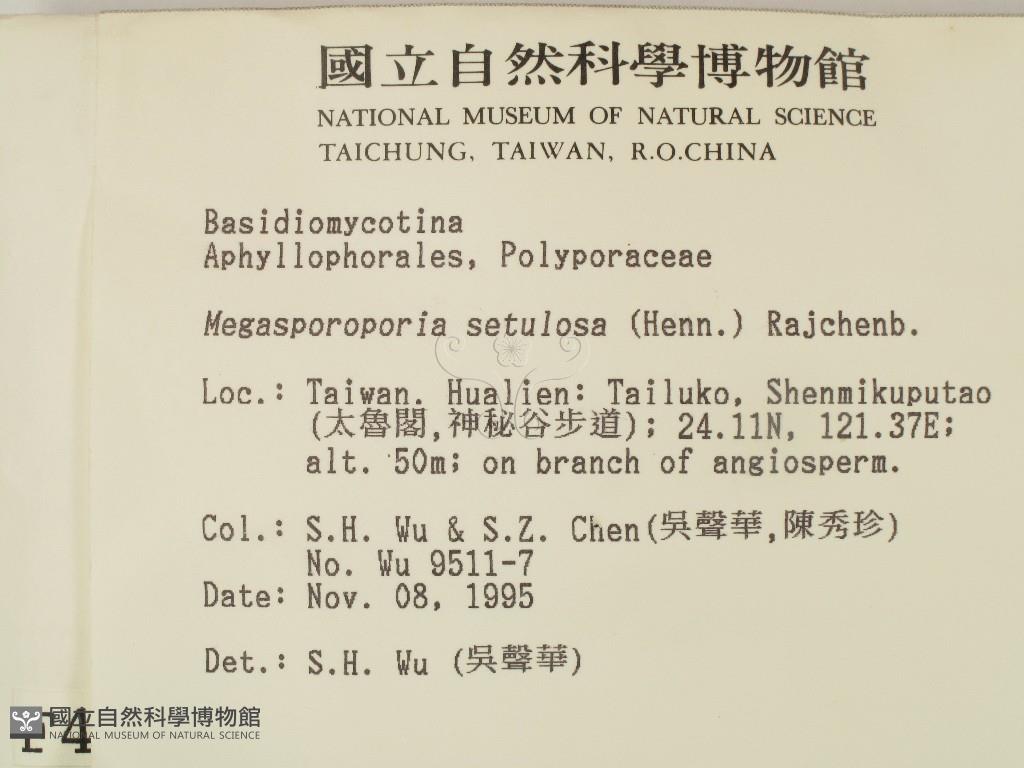 國立自然科學博物館
NATIONAL MUSEUM OF NATURAL SCIENCE
TAICHUNG, TAIWAN, R.O.CHINA
Basidiomycotina
Aphyllophorales, Polyporaceae
Megasporoporia setulosa (Henn.) Rajchenb.
Loc.: Taiwan. Hualien: Tailuko, Shenmikuputao
(太魯閣,神秘谷步道); 24.11N, 121.37E;
alt. 50m; on branch of angiosperm.
Col.: S.H. Wu & S.Z. Chen(吳聲華,陳秀珍)
No. Wu 9511-7
Date: Nov. 08, 1995
Det.: S.H. Wu (吳聲華)
國立自然科學博物館
NATIONAL MUSEUM OF NATURAL SCIENCE